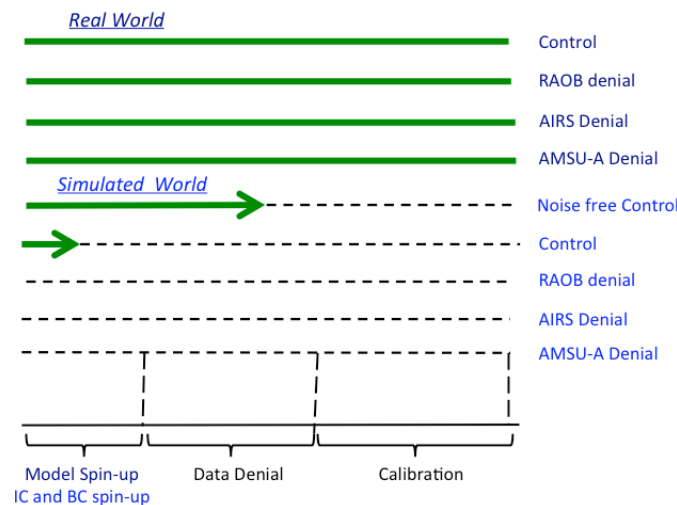 Real World
Control
RAOB denial
AIRS Denial
AMSU-A Denial
Simulated World
Noise free Control
Control
RAOB denial
AIRS Denial
AMSU-A Denial
Model Spin-up
Data Denial
Calibration
IC and BC spin-up